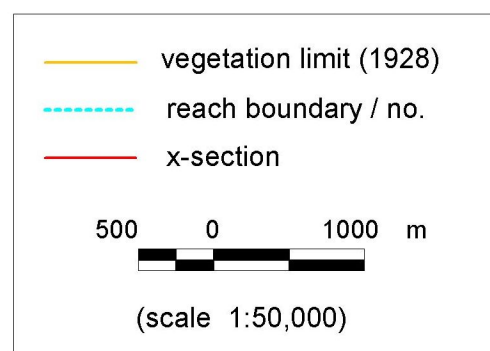 vegetation limit (1928)
reach boundary / no.
x-section
500 0 1000 m
(scale 1:50,000)